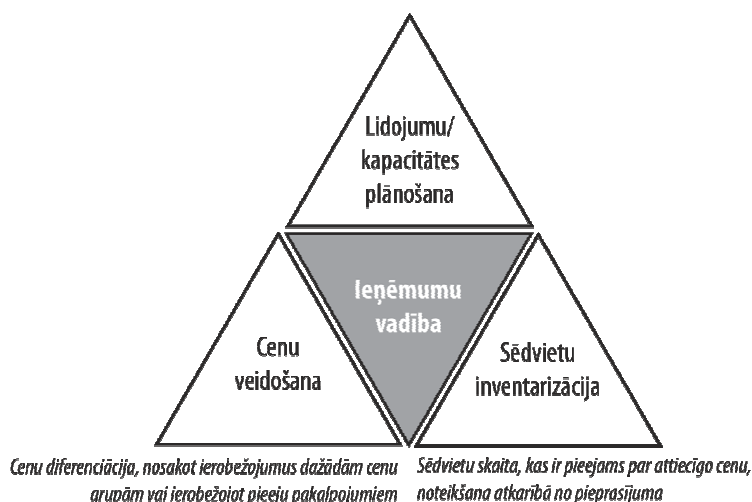 Lidojumu/
kapacitātes
plānošana
Ieņēmumu
vadība
Cenu
veidošana
Sēdvietu
inventarizācija
Cenu diferenciācija, nosakot ierobežojumus dažādām cenu
grupām vai ierobežojot pieeju pakalpojumiem
Sēdvietu skaita, kas ir pieejams par attiecīgo cenu,
noteikšana atkarībā no pieprasījuma